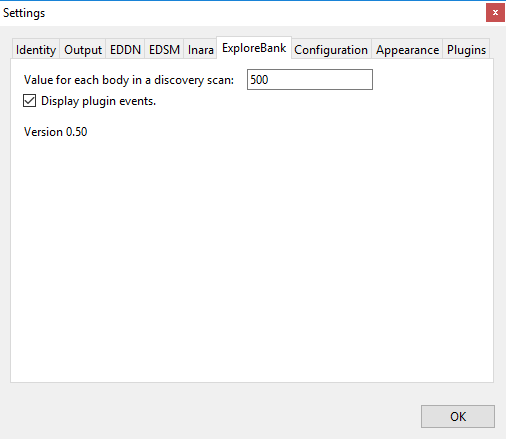 Settings
x
Identity Output EDDN EDSM Inara ExploreBank Configuration Appearance Plugins
Value for each body in a discovery scan: 500
Display plugin events.
Version 0.50
OK